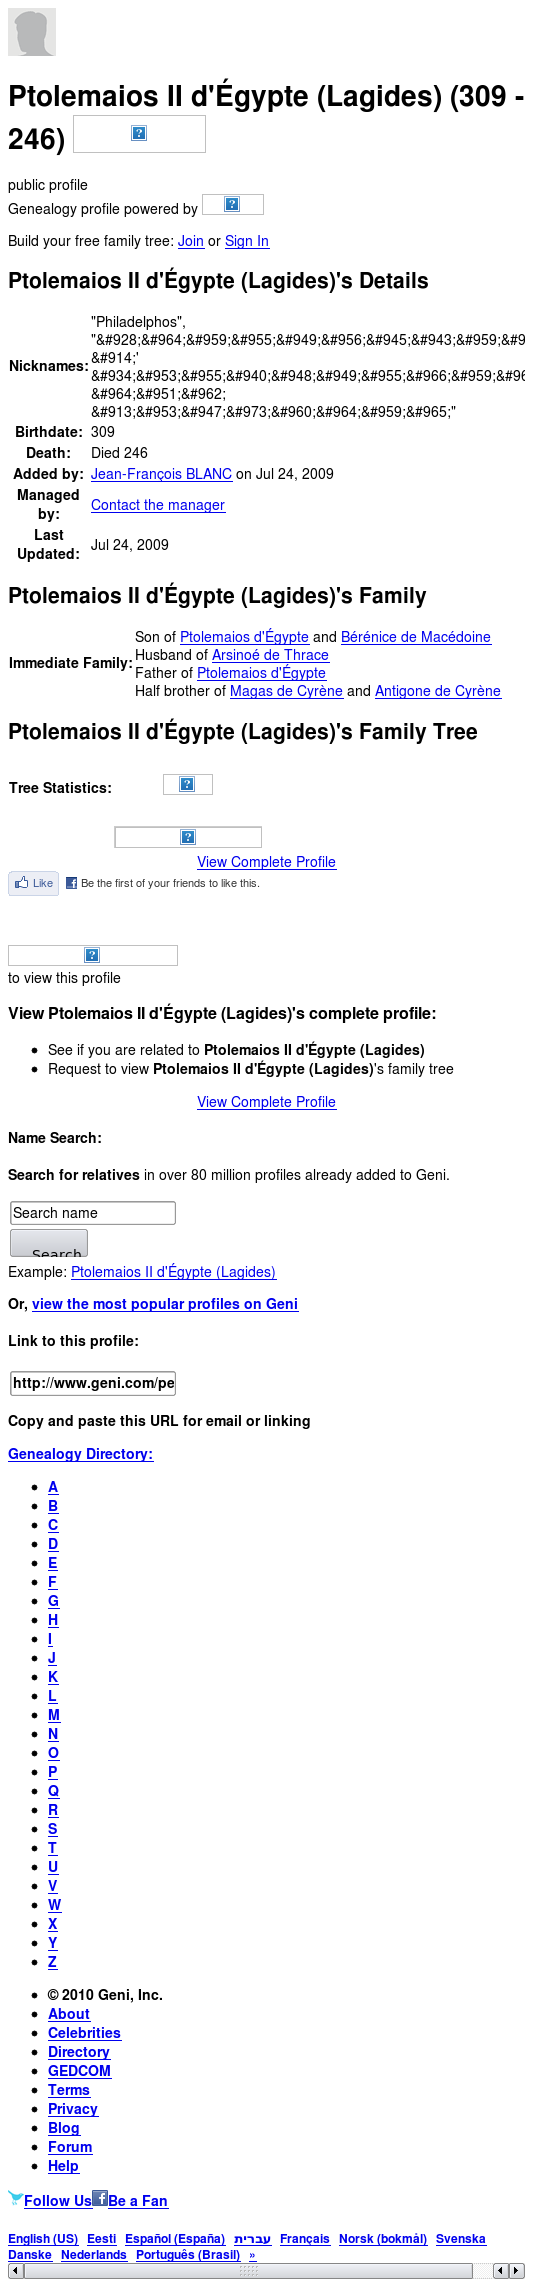 Ptolemaios II d'Égypte (Lagides) (309 -
246)
public profile
Genealogy profile powered by
Build your free family tree: Join or Sign In
Ptolemaios II d'Égypte (Lagides)'s Details
Nicknames: "Philadelphos",
"&#928;&#964;&#959;&#955;&#949;&#956;&#945;&#943;&#959;&#9
&#914;'
&#934;&#953;&#955;&#940;&#948;&#949;&#955;&#966;&#959;&#96
&#964;&#951;&#962;
&#913;&#953;&#947;&#973;&#960;&#964;&#959;&#965;"
Birthdate: 309
Death: Died 246
Added by: Jean-François BLANC on Jul 24, 2009
Managed by: Contact the manager
Last Updated: Jul 24, 2009
Ptolemaios II d'Égypte (Lagides)'s Family
Immediate Family: Son of Ptolemaios d'Égypte and Bérénice de Macédoine
Husband of Arsinoé de Thrace
Father of Ptolemaios d'Égypte
Half brother of Magas de Cyrène and Antigone de Cyrène
Ptolemaios II d'Égypte (Lagides)'s Family Tree
Tree Statistics:
View Complete Profile
Like Be the first of your friends to like this.
to view this profile
View Ptolemaios II d'Égypte (Lagides)'s complete profile:
See if you are related to Ptolemaios II d'Égypte (Lagides)
Request to view Ptolemaios II d'Égypte (Lagides)'s family tree
View Complete Profile
Name Search:
Search for relatives in over 80 million profiles already added to Geni.
Search name
Search
Example: Ptolemaios II d'Égypte (Lagides)
Or, view the most popular profiles on Geni
Link to this profile:
http://www.geni.com/pe
Copy and paste this URL for email or linking
Genealogy Directory:
A
B
C
D
E
F
G
H
I
J
K
L
M
N
O
P
Q
R
S
T
U
V
W
X
Y
Z
© 2010 Geni, Inc.
About
Celebrities
Directory
GEDCOM
Terms
Privacy
Blog
Forum
Help
Follow Us Be a Fan
English (US) Eesti Español (España) עברית Français Norsk (bokmål) Svenska
Danske Nederlands Português (Brasil) »